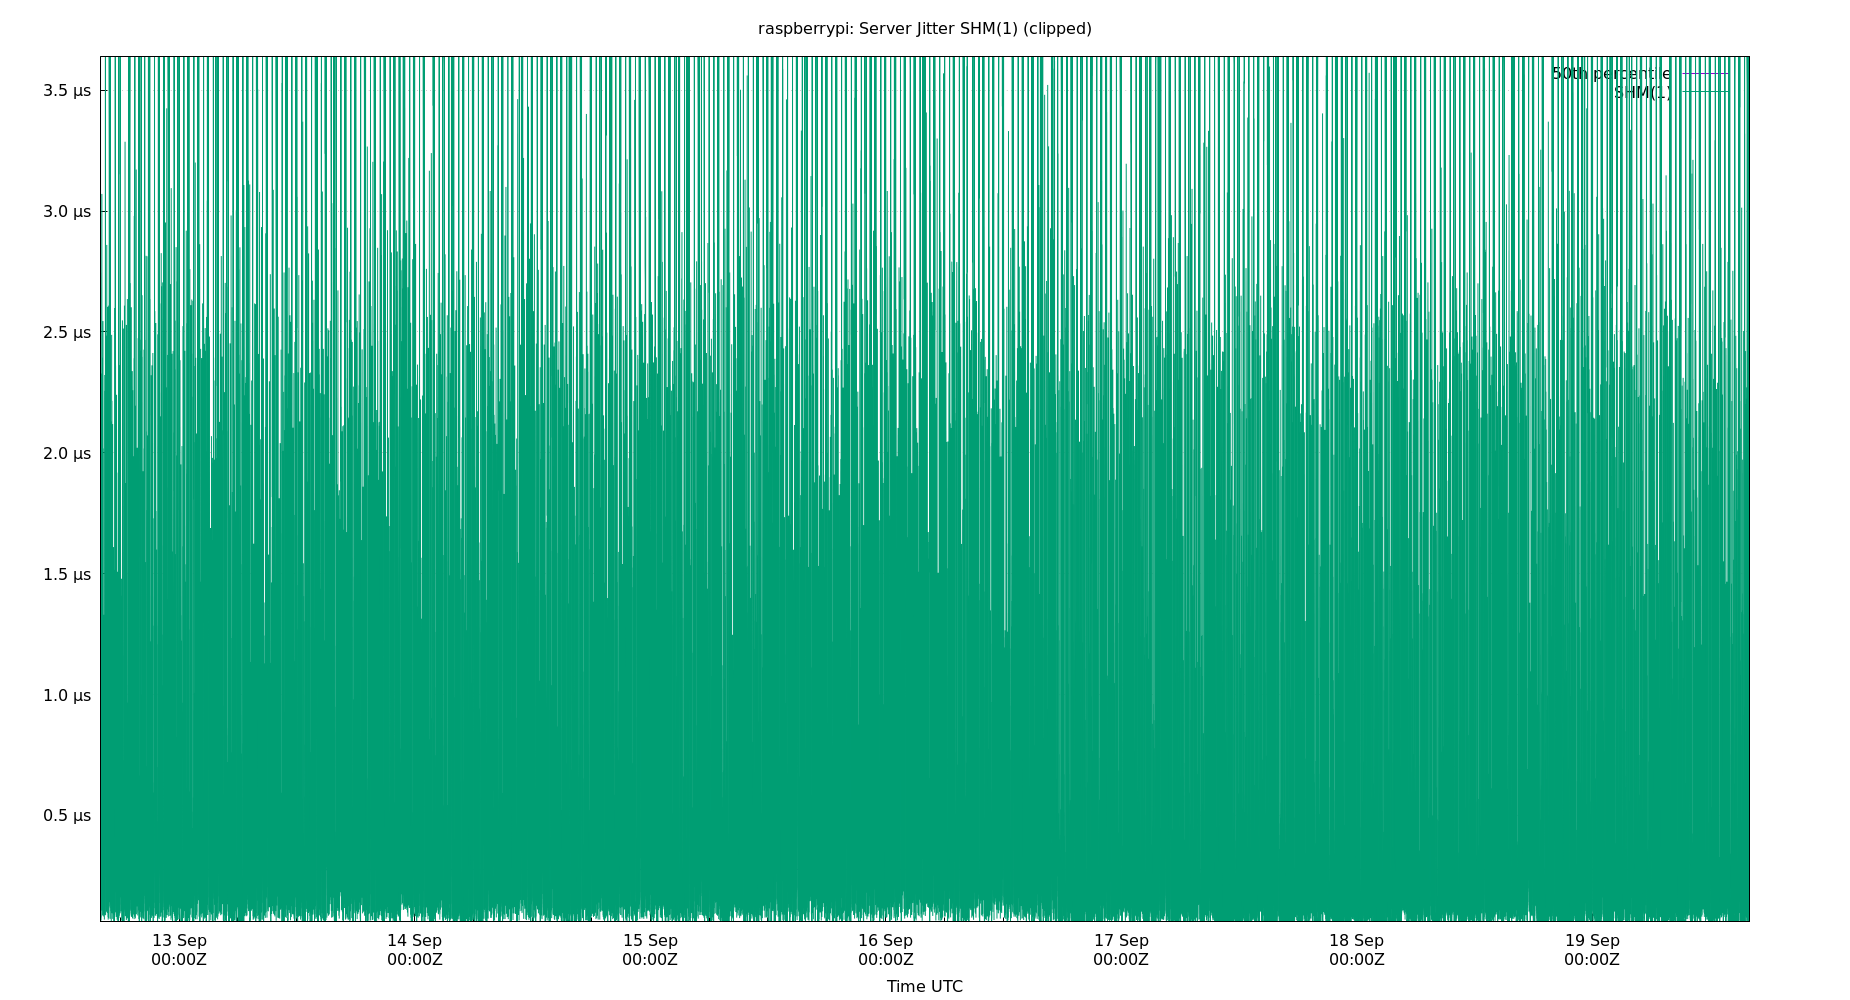 raspberrypi: Server Jitter SHM(1) (clipped)
50th percentile
SHM(1)
3.5 µs
3.0 µs
2.5 µs
2.0 µs
1.5 µs
1.0 µs
0.5 µs
13 Sep 14 Sep 15 Sep 16 Sep 17 Sep 18 Sep 19 Sep
00:00Z 00:00Z 00:00Z 00:00Z 00:00Z 00:00Z 00:00Z
Time UTC